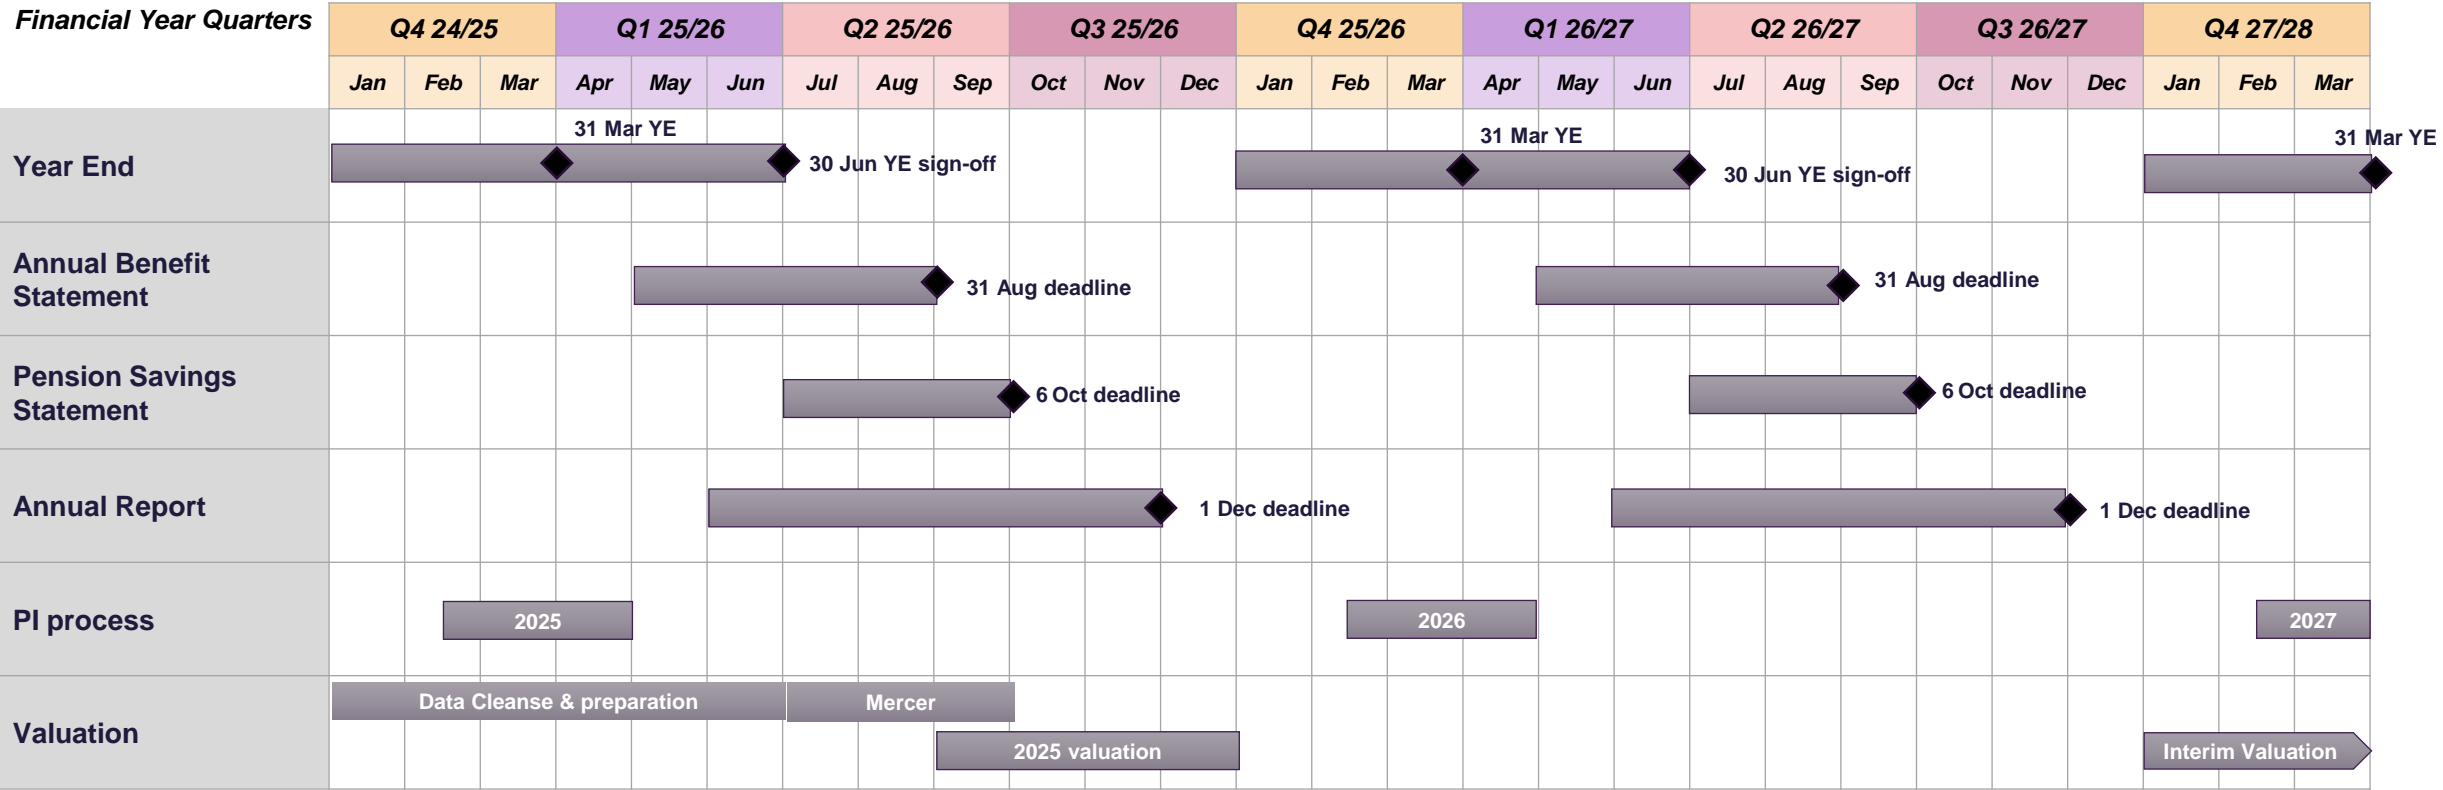 Financial Year Quarters
Q4 24/25 Q1 25/26 Q2 25/26 Q3 25/26 Q4 25/26 Q1 26/27 Q2 26/27 Q3 26/27 Q4 27/28
Jan Feb Mar Apr May Jun Jul Aug Sep Oct Nov Dec Jan Feb Mar Apr May Jun Jul Aug Sep Oct Nov Dec Jan Feb Mar
Year End
31 Mar YE
30 Jun YE sign-off
31 Mar YE
30 Jun YE sign-off
31 Mar YE
Annual Benefit
Statement
31 Aug deadline
31 Aug deadline
Pension Savings
Statement
6 Oct deadline
6 Oct deadline
Annual Report
1 Dec deadline
1 Dec deadline
PI process
2025
2026
2027
Valuation
Data Cleanse & preparation
Mercer
2025 valuation
Interim Valuation